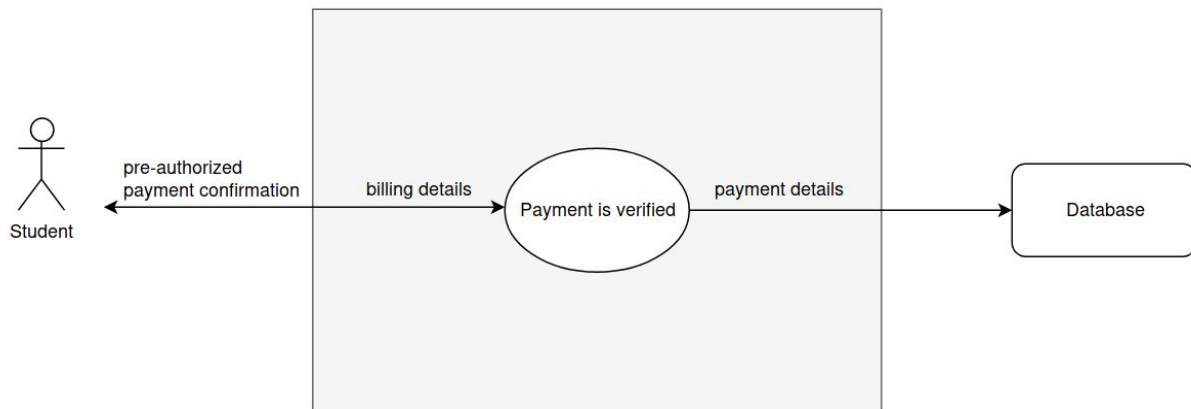 pre-authorized
payment confirmation
billing details
payment details
Student
Payment is verified
Database